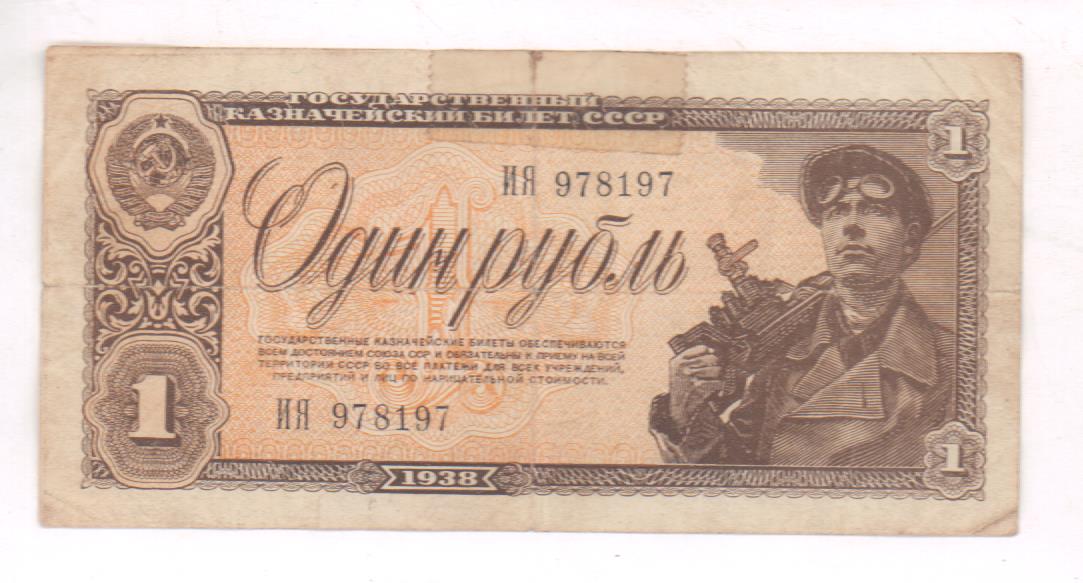 ГОСУДАРСТВЕННЫЙ
КАЗНАЧЕЙСКИЙ БИЛЕТ СССР
1
ИЯ 978197
Один рубль
ГОСУДАРСТВЕННЫЕ КАЗНАЧЕЙСКИЕ БИЛЕТЫ ОБЕСПЕЧИВАЮТСЯ
ВСЕМ ДОСТОЯНИЕМ СОЮЗА ССР И ОБЯЗАТЕЛЬНЫ К ПРИЕМУ НА ВСЕЙ
ТЕРРИТОРИИ СССР ВО ВСЕ ПЛАТЕЖИ ДЛЯ ВСЕХ УЧРЕЖДЕНИЙ,
ПРЕДПРИЯТИЙ И ЛИЦ ПО НАРИЦАТЕЛЬНОЙ СТОИМОСТИ.
1
ИЯ 978197
1
1938